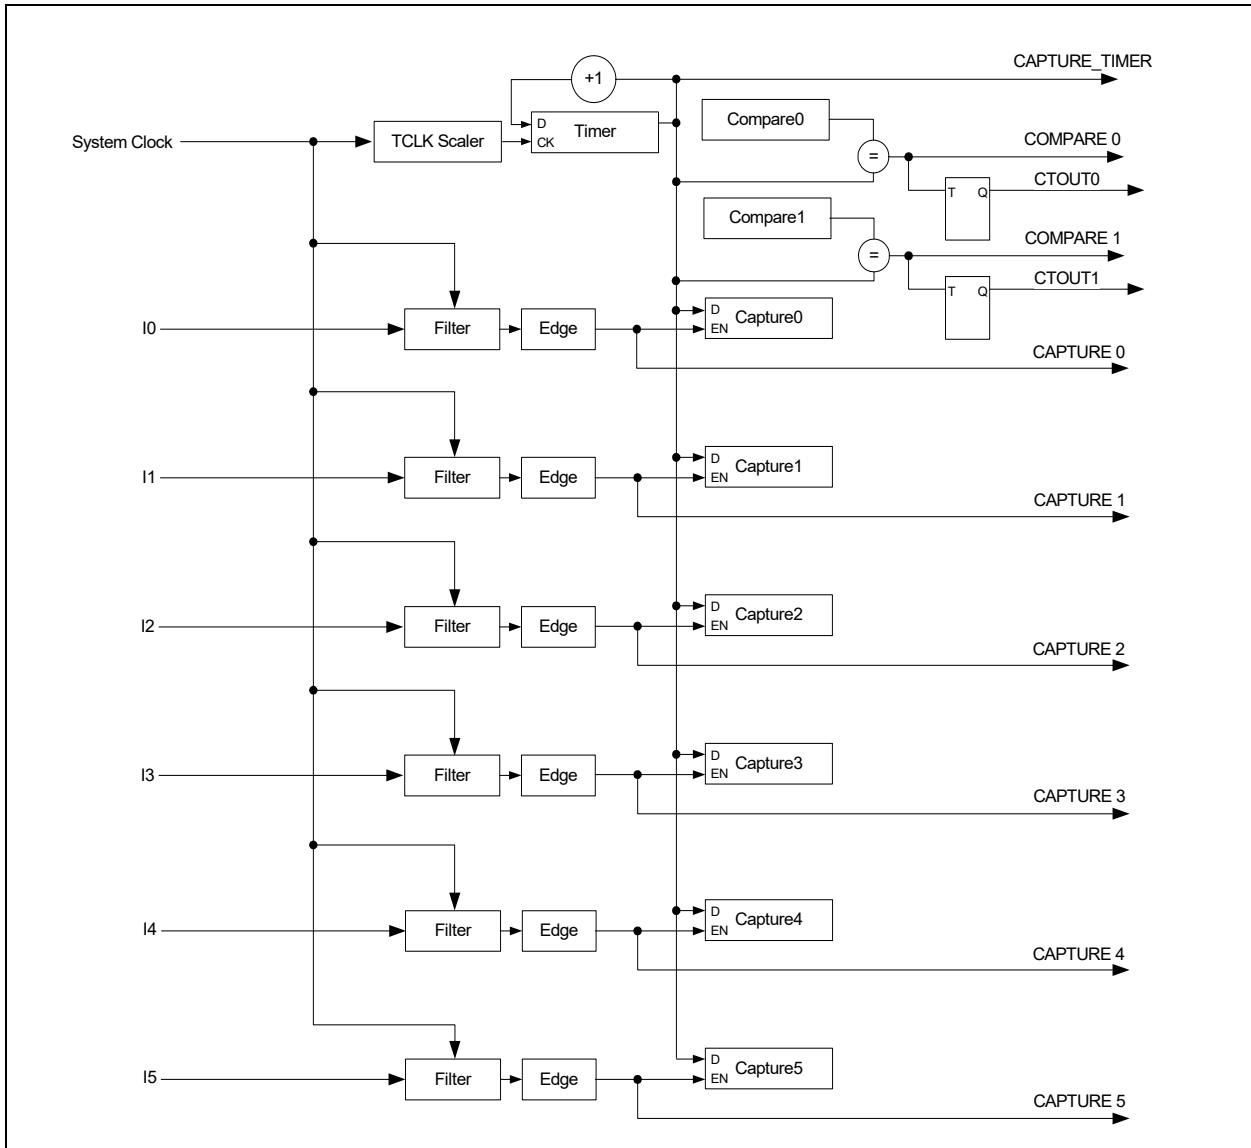 CAPTURE_TIMER
+1
Compare0
D
Timer
System Clock
TCLK Scaler
CK
COMPARE 0
=
CTOUT0
T Q
Compare1
COMPARE 1
=
CTOUT1
T Q
D
Capture0
I0
Filter
Edge
EN
CAPTURE 0
D
Capture1
I1
Filter
Edge
EN
CAPTURE 1
D
Capture2
I2
Filter
Edge
EN
CAPTURE 2
D
Capture3
I3
Filter
Edge
EN
CAPTURE 3
D
Capture4
I4
Filter
Edge
EN
CAPTURE 4
D
Capture5
I5
Filter
Edge
EN
CAPTURE 5